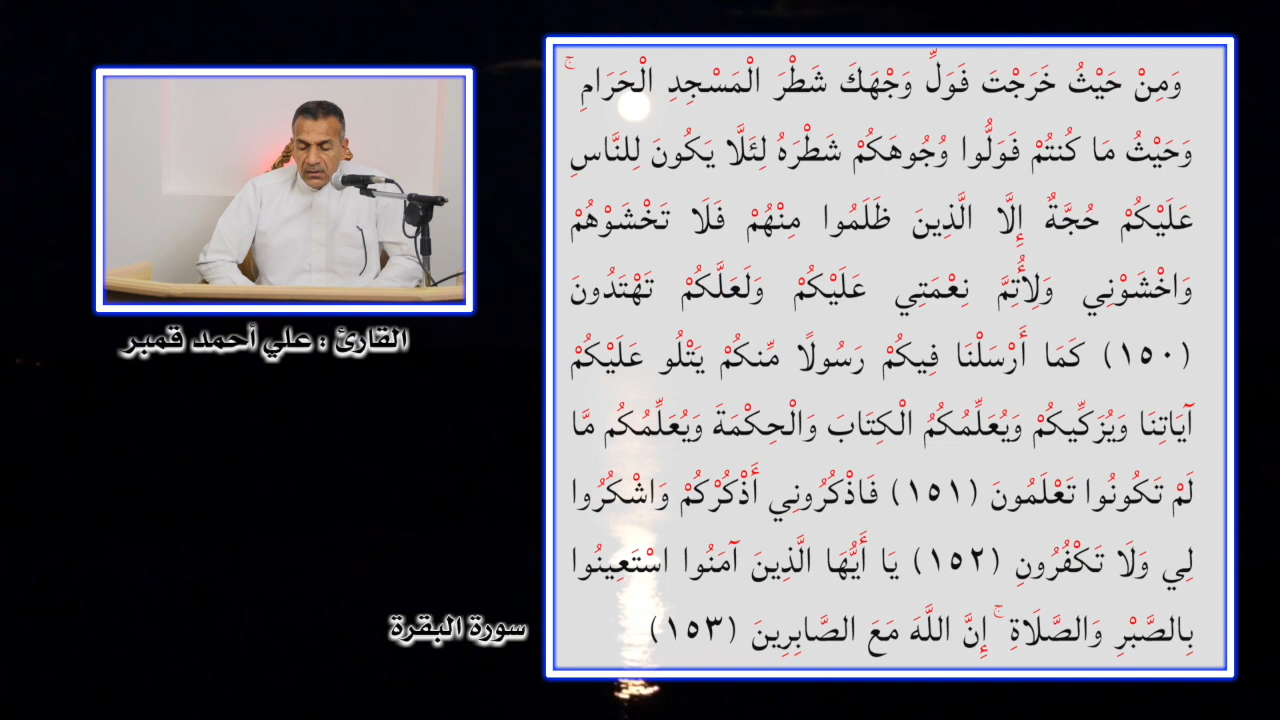 وَمِنْ حَيْثُ خَرَجْتَ فَوَلِّ وَجْهَكَ شَطْرَ الْمَسْجِدِ الْحَرَامِ ۚ
وَحَيْثُ مَا كُنتُمْ فَوَلُّوا وُجُوهَكُمْ شَطْرَهُ لِئَلَّا يَكُونَ لِلنَّاسِ
عَلَيْكُمْ حُجَّةٌ إِلَّا الَّذِينَ ظَلَمُوا مِنْهُمْ فَلَا تَخْشَوْهُمْ
وَاخْشَوْنِي وَلِأُتِمَّ نِعْمَتِي عَلَيْكُمْ وَلَعَلَّكُمْ تَهْتَدُونَ
(١٥٠) كَمَا أَرْسَلْنَا فِيكُمْ رَسُولًا مِّنكُمْ يَتْلُو عَلَيْكُمْ
آيَاتِنَا وَيُزَكِّيكُمْ وَيُعَلِّمُكُمُ الْكِتَابَ وَالْحِكْمَةَ وَيُعَلِّمُكُم مَّا
لَمْ تَكُونُوا تَعْلَمُونَ (١٥١) فَاذْكُرُونِي أَذْكُرْكُمْ وَاشْكُرُوا
لِي وَلَا تَكْفُرُونِ (١٥٢) يَا أَيُّهَا الَّذِينَ آمَنُوا اسْتَعِينُوا
بِالصَّبْرِ وَالصَّلَاةِ ۚ إِنَّ اللَّهَ مَعَ الصَّابِرِينَ (١٥٣)
القارئ : علي أحمد قمبر
سورة البقرة